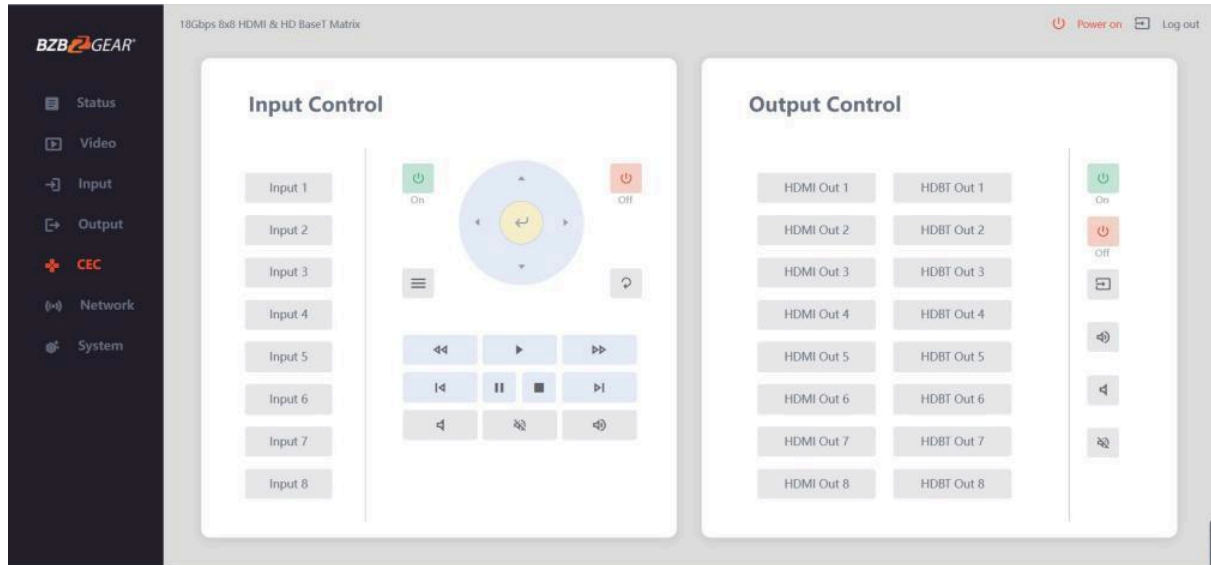 18Gbps 8x8 HDMI & HD BaseT Matrix
Power on
Log out
BZBGEAR
Status
Video
Input
Output
CEC
Network
System
Input Control
Input 1
Input 2
Input 3
Input 4
Input 5
Input 6
Input 7
Input 8
On
Off
Output Control
HDMI Out 1 HDBT Out 1
HDMI Out 2 HDBT Out 2
HDMI Out 3 HDBT Out 3
HDMI Out 4 HDBT Out 4
HDMI Out 5 HDBT Out 5
HDMI Out 6 HDBT Out 6
HDMI Out 7 HDBT Out 7
HDMI Out 8 HDBT Out 8
On
Off